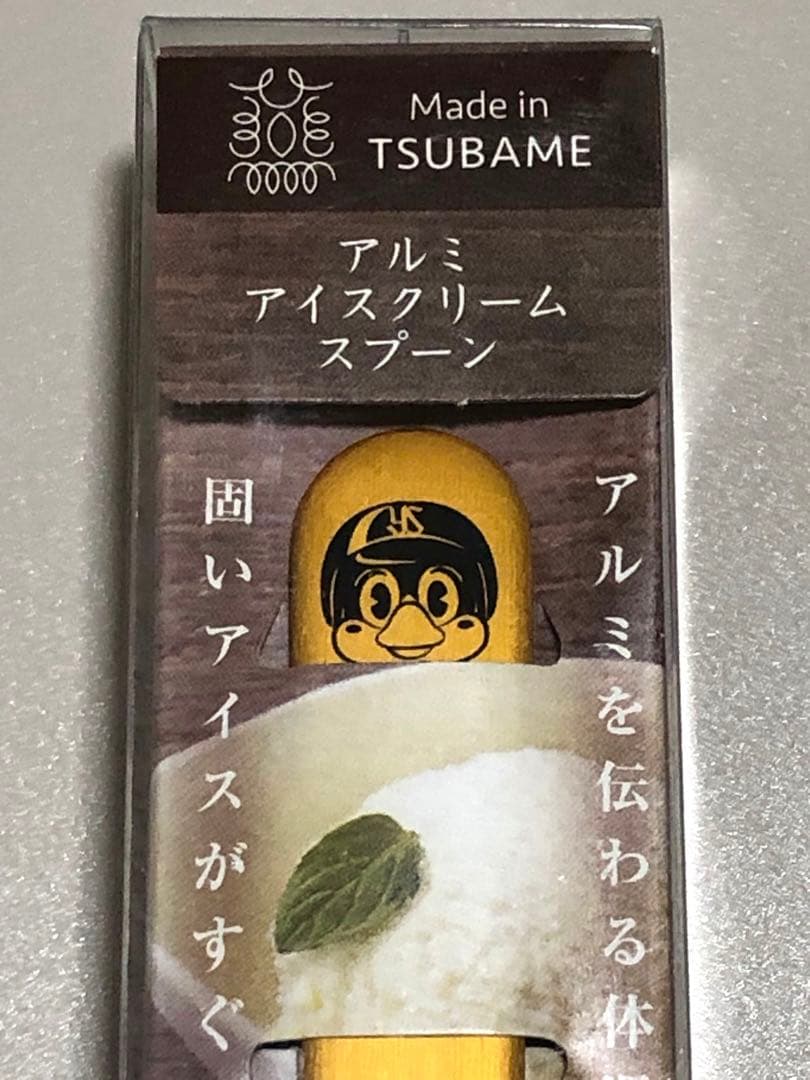 Made in
TSUBAME
アルミ
アイスクリーム
スプーン
YS
アルミを伝わる体
固いアイスがすぐ